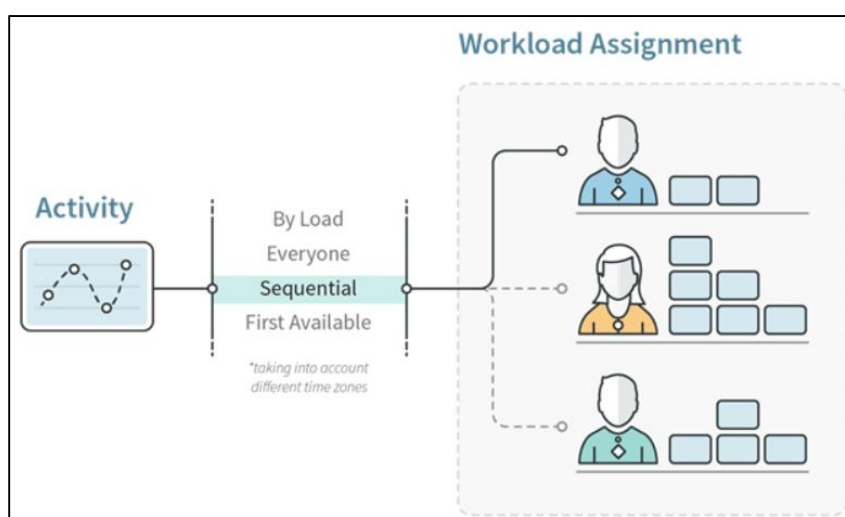 Workload Assignment
Activity
By Load
Everyone
Sequential
First Available
*taking into account
different time zones